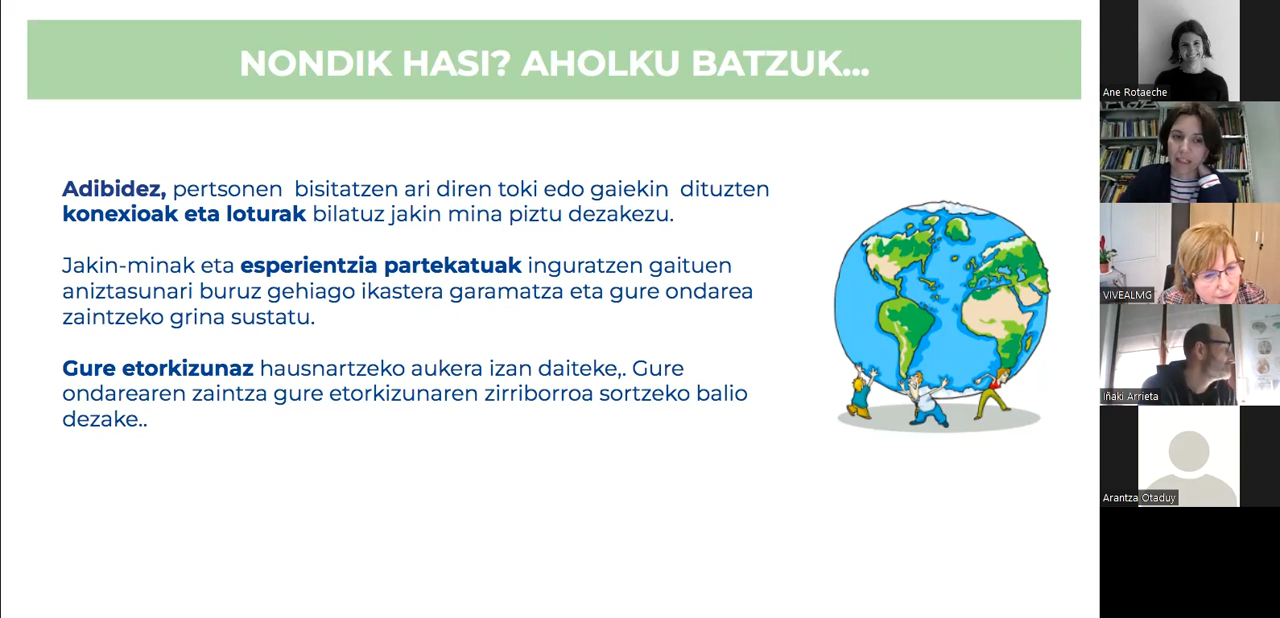 NONDIK HASI? AHOLKU BATZUK...
Adibidez, pertsonen bisitatzen ari diren toki edo gaiekin dituzten
konexioak eta loturak bilatuz jakin mina piztu dezakezu.
Jakin-minak eta esperientzia partekatuak inguratzen gaituen
aniztasunari buruz gehiago ikastera garamatza eta gure ondarea
zaintzeko grina sustatu.
Gure etorkizunaz hausnartzeko aukera izan daiteke,. Gure
ondarearen zaintza gure etorkizunaren zirriborroa sortzeko balio
dezake..
Ane Rotaeche
VIVEALMG
Iñaki Arrieta
Arantza Otaduy